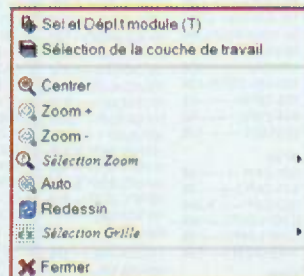 Sel et Dépl.t module (T)
Sélection de la couche de travail
Centrer
Zoom +
Zoom -
Sélection Zoom
Auto
Redessin
Sélection Grille
Fermer